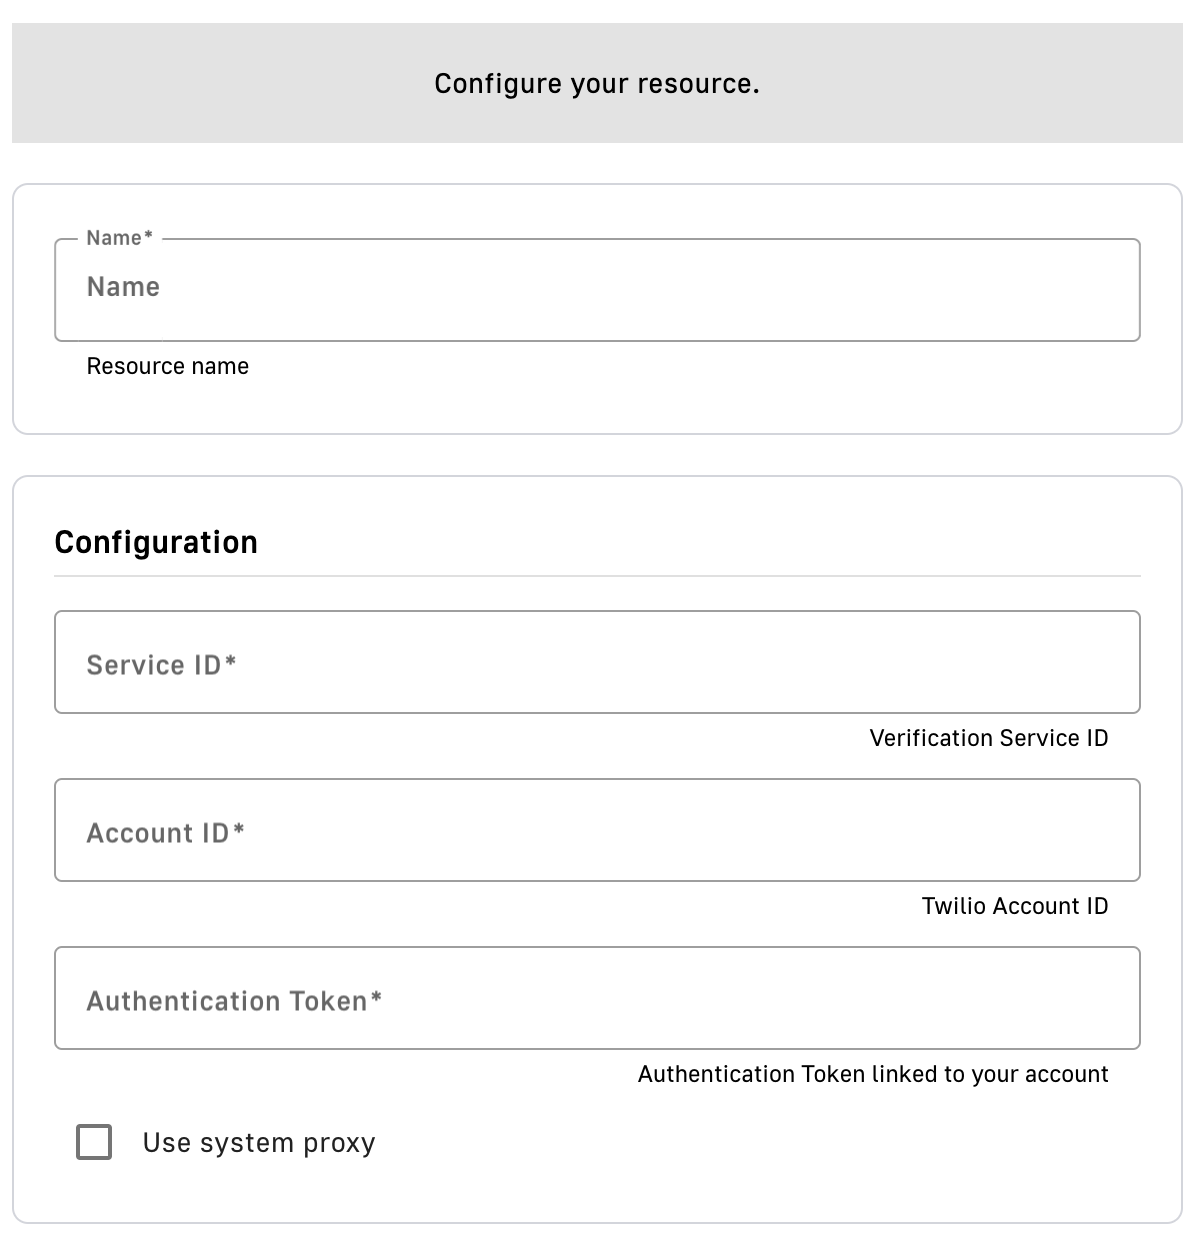 Configure your resource.
Name*
Name
Resource name
Configuration
Service ID*
Verification Service ID
Account ID*
Twilio Account ID
Authentication Token*
Authentication Token linked to your account
Use system proxy